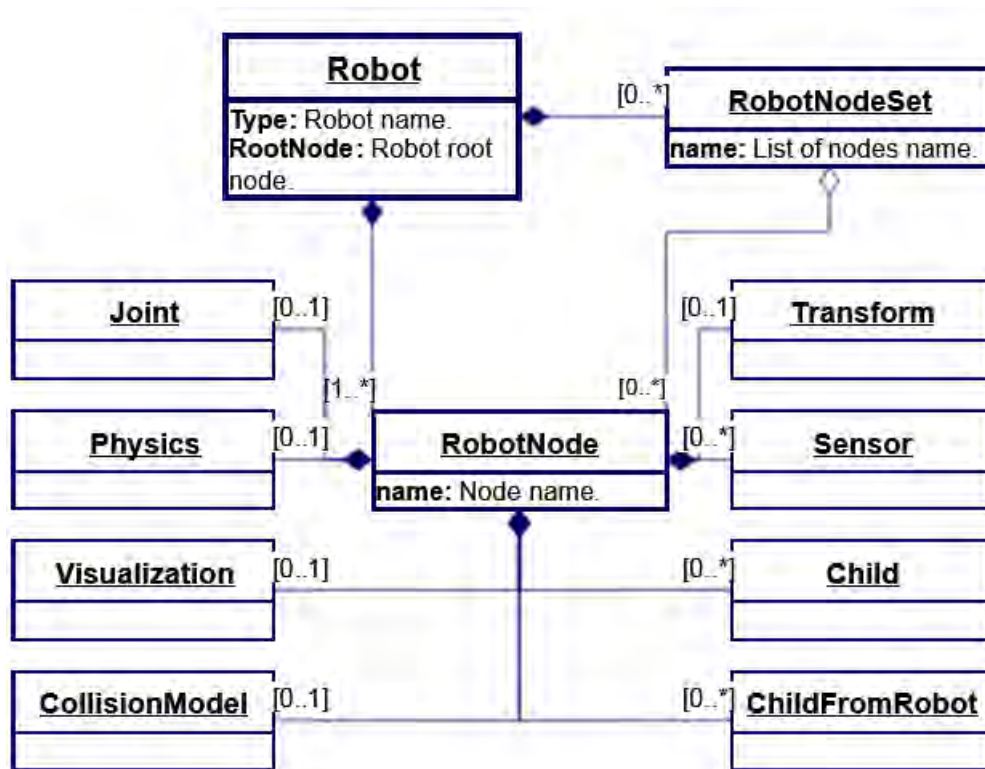 Robot
Type: Robot name.
RootNode: Robot root
node.
[0..*]
RobotNodeSet
name: List of nodes name.
Joint
[0..1]
[0..1]
Transform
[1..*]
[0..*]
Physics
[0..1]
RobotNode
name: Node name.
[0..*]
Sensor
Visualization
[0..1]
[0..*]
Child
CollisionModel
[0..1]
[0..*]
ChildFromRobot